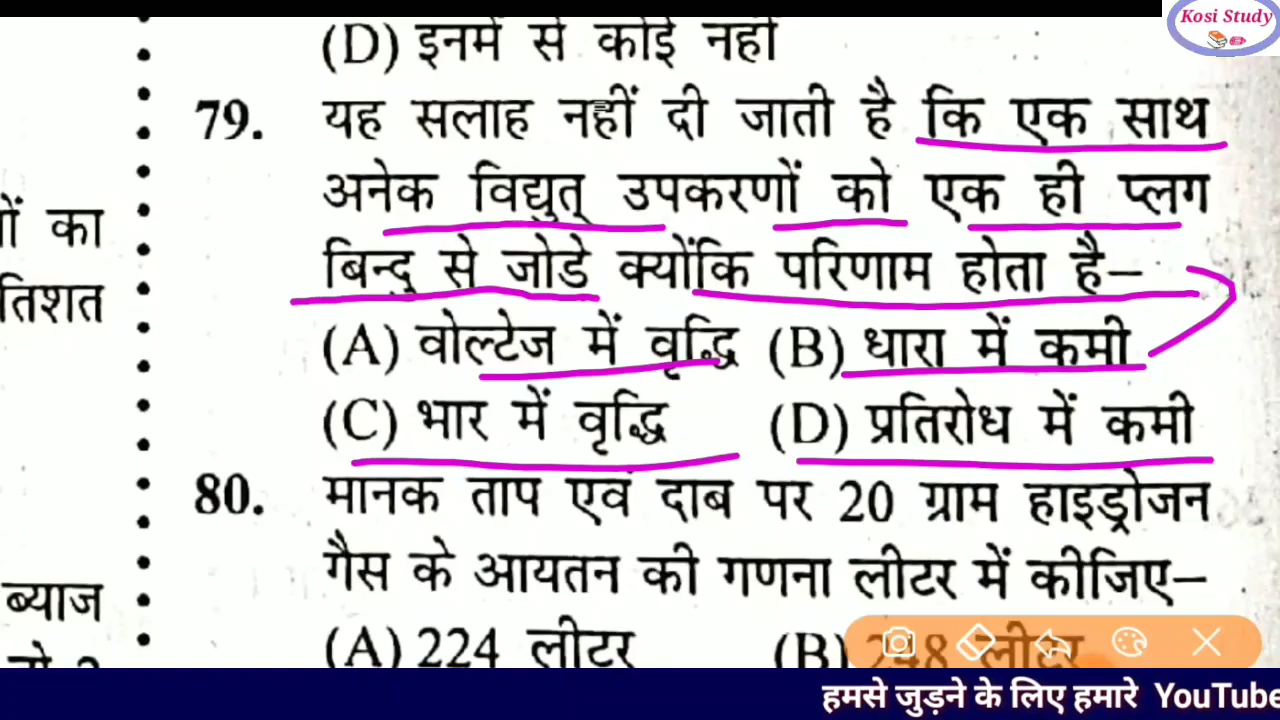 Kosi Study
(D) इनमें से कोई नहीं
79. यह सलाह नहीं दी जाती है कि एक साथ
अनेक विद्युत् उपकरणों को एक ही प्लग
बिन्दु से जोडे क्योंकि परिणाम होता है–
(A) वोल्टेज में वृद्धि (B) धारा में कमी
(C) भार में वृद्धि (D) प्रतिरोध में कमी
80. मानक ताप एवं दाब पर 20 ग्राम हाइड्रोजन
गैस के आयतन की गणना लीटर में कीजिए–
(A) 224 लीटर (B) लीटर
ों का
तिशत
ब्याज
हमसे जुड़ने के लिए हमारे YouTube